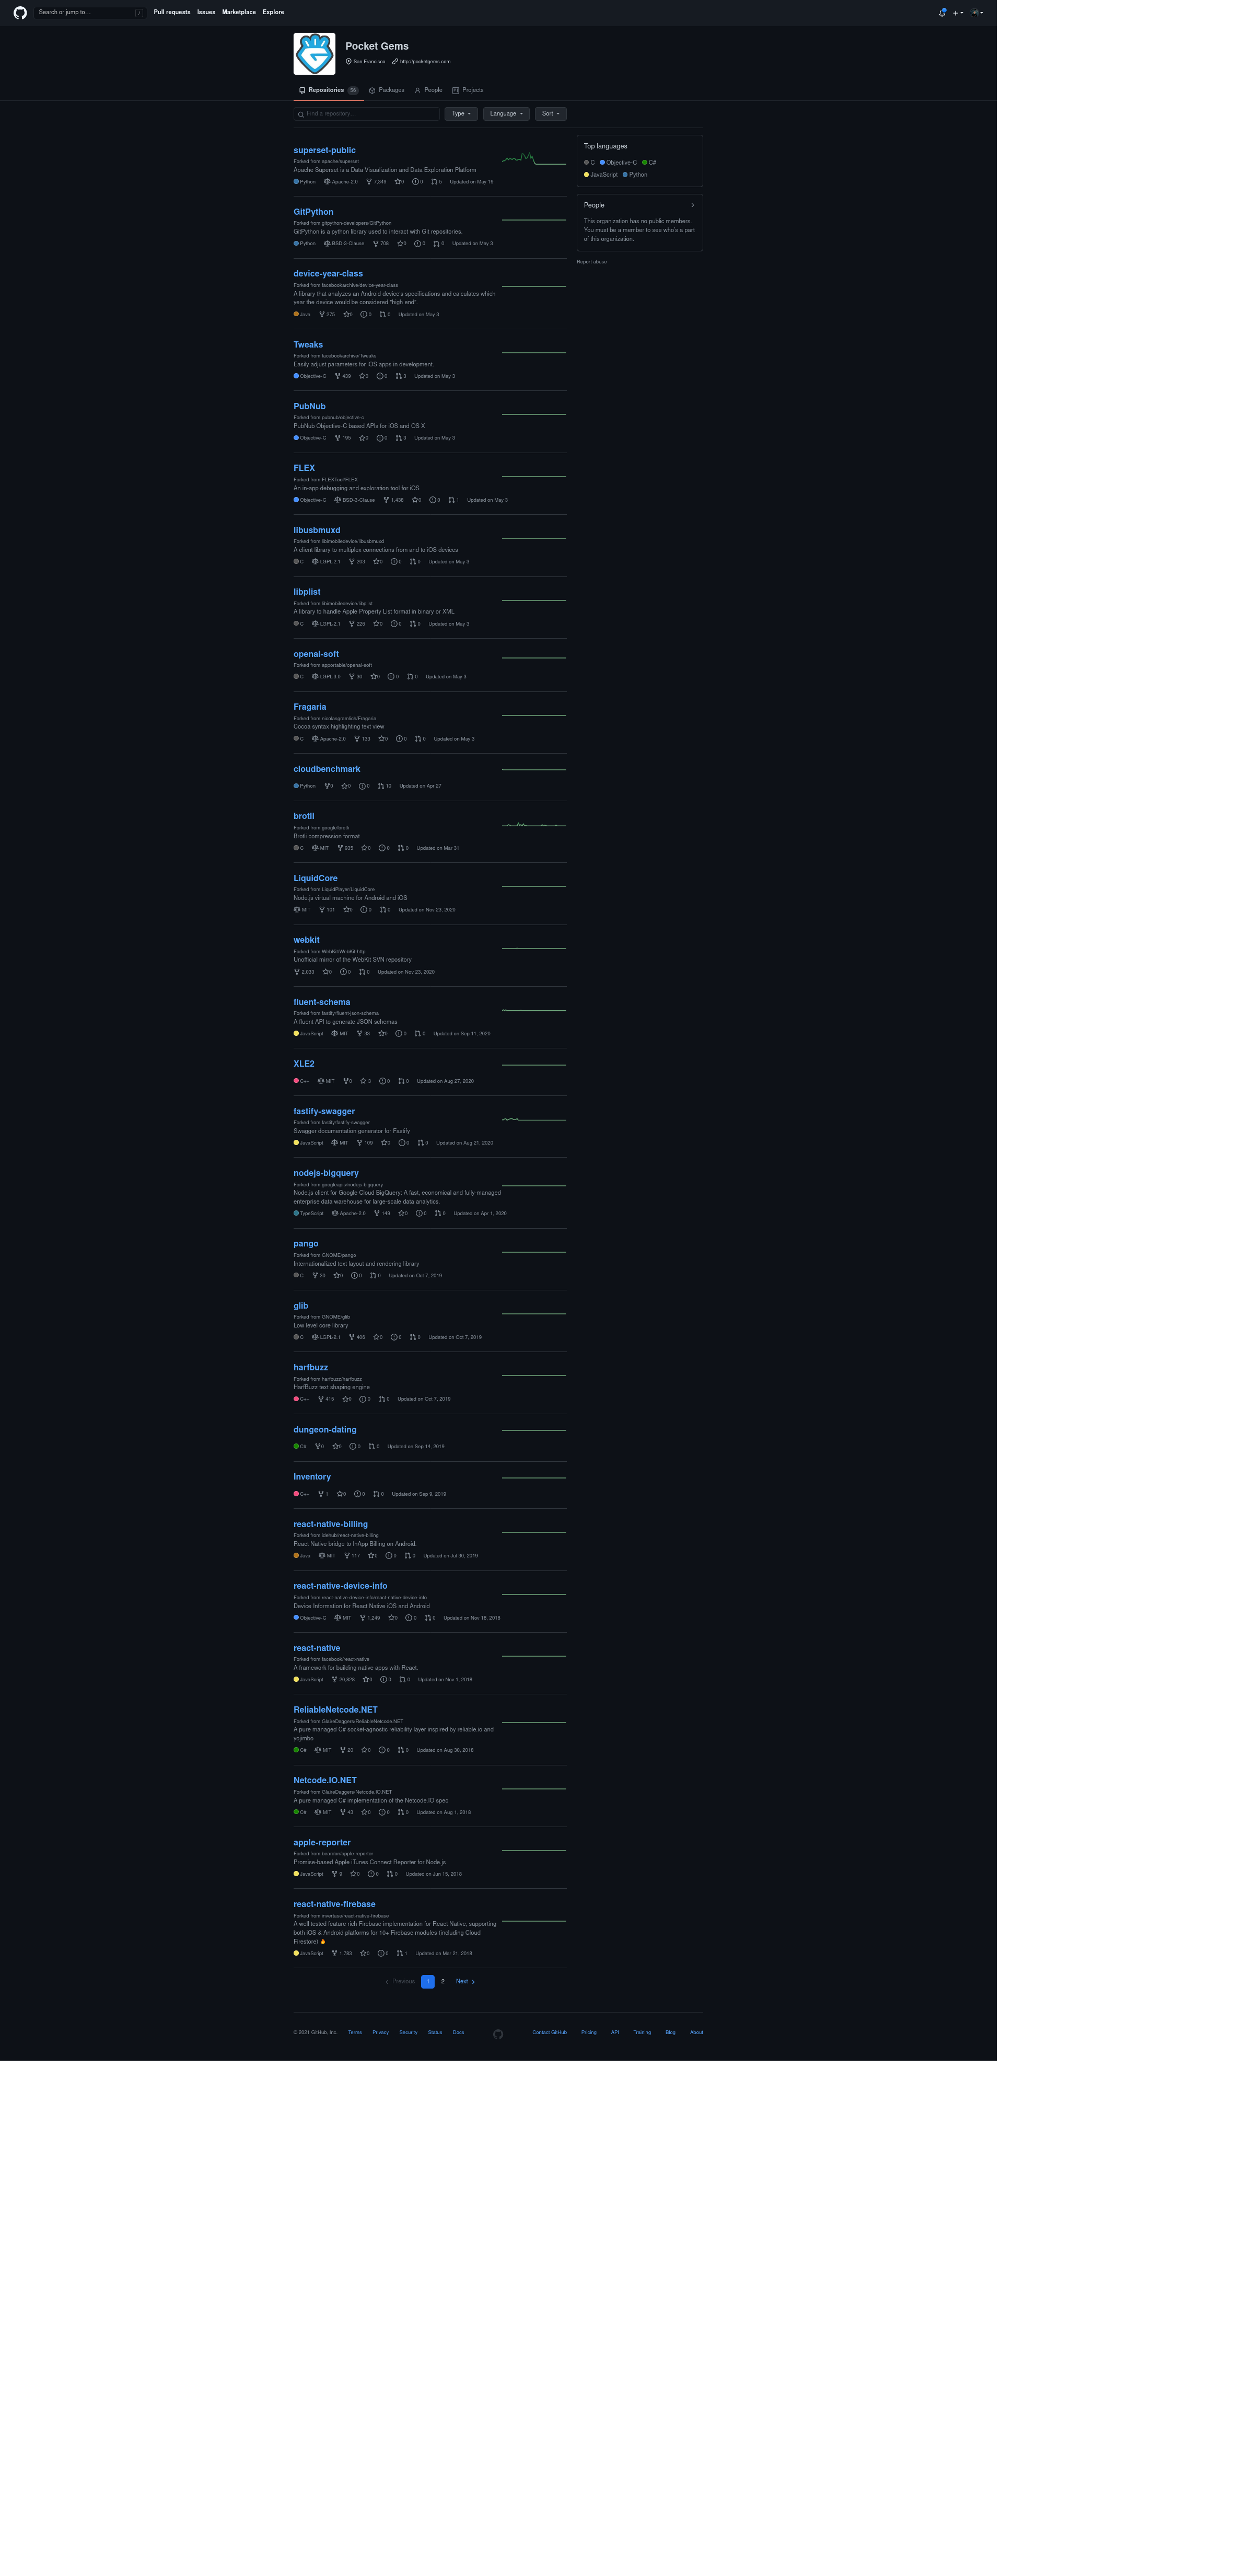 Search or jump to...
/
Pull requests Issues Marketplace Explore
Pocket Gems
San Francisco http://pocketgems.com
Repositories 56 Packages People Projects
Find a repository...
Type Language Sort
superset-public
Forked from apache/superset
Apache Superset is a Data Visualization and Data Exploration Platform
Python Apache-2.0 7,349 0 0 5 Updated on May 19
GitPython
Forked from gitpython-developers/GitPython
GitPython is a python library used to interact with Git repositories.
Python BSD-3-Clause 708 0 0 0 Updated on May 3
device-year-class
Forked from facebookarchive/device-year-class
A library that analyzes an Android device's specifications and calculates which
year the device would be considered "high end".
Java 275 0 0 0 Updated on May 3
Tweaks
Forked from facebookarchive/Tweaks
Easily adjust parameters for iOS apps in development.
Objective-C 439 0 0 3 Updated on May 3
PubNub
Forked from pubnub/objective-c
PubNub Objective-C based APIs for iOS and OS X
Objective-C 195 0 0 3 Updated on May 3
FLEX
Forked from FLEXTool/FLEX
An in-app debugging and exploration tool for iOS
Objective-C BSD-3-Clause 1,438 0 0 1 Updated on May 3
libusbmuxd
Forked from libimobiledevice/libusbmuxd
A client library to multiplex connections from and to iOS devices
C LGPL-2.1 203 0 0 0 Updated on May 3
libplist
Forked from libimobiledevice/libplist
A library to handle Apple Property List format in binary or XML
C LGPL-2.1 226 0 0 0 Updated on May 3
openal-soft
Forked from apportable/openal-soft
C LGPL-2.0 30 0 0 0 Updated on May 3
Fragaria
Forked from nicolasgramlich/Fragaria
Cocoa syntax highlighting text view
C Apache-2.0 133 0 0 0 Updated on May 3
cloudbenchmark
Python 0 0 0 10 Updated on Apr 27
brotli
Forked from google/brotli
Brotli compression format
C MIT 935 0 0 0 Updated on Mar 31
LiquidCore
Forked from LiquidPlayer/LiquidCore
Node.js virtual machine for Android and iOS
MIT 131 0 0 0 Updated on Nov 23, 2020
webkit
Forked from WebKit/WebKit-http
Unofficial mirror of the WebKit SVN repository
2,033 0 0 0 Updated on Nov 23, 2020
fluent-schema
Forked from fastify/fluent-json-schema
A fluent API to generate JSON schemas
JavaScript MIT 33 0 0 0 Updated on Sep 11, 2020
XLE2
C++ MIT 0 3 0 0 Updated on Aug 27, 2020
fastify-swagger
Forked from fastify/fastify-swagger
Swagger documentation generator for Fastify
JavaScript MIT 109 0 0 0 Updated on Aug 21, 2020
nodejs-bigquery
Forked from googleapis/nodejs-bigquery
Node.js client for Google Cloud BigQuery: A fast, economical and fully-managed
enterprise data warehouse for large-scale data analytics.
TypeScript Apache-2.0 149 0 0 0 Updated on Apr 1, 2020
pango
Forked from GNOME/pango
Internationalized text layout and rendering library
C 30 0 0 0 Updated on Oct 7, 2019
glib
Forked from GNOME/glib
Low level core library
C LGPL-2.1 406 0 0 0 Updated on Oct 7, 2019
harfbuzz
Forked from harfbuzz/harfbuzz
HarfBuzz text shaping engine
C++ 415 0 0 0 Updated on Oct 7, 2019
dungeon-dating
C# 0 0 0 0 Updated on Sep 14, 2019
Inventory
C++ 1 0 0 0 Updated on Sep 9, 2019
react-native-billing
Forked from idehub/react-native-billing
React Native bridge to InApp Billing on Android.
Java MIT 117 0 0 0 Updated on Jul 30, 2019
react-native-device-info
Forked from react-native-device-info/react-native-device-info
Device Information for React Native iOS and Android
Objective-C MIT 1,249 0 0 0 Updated on Nov 19, 2018
react-native
Forked from facebook/react-native
A framework for building native apps with React.
JavaScript 20,828 0 0 0 Updated on Nov 1, 2018
ReliableNetcode.NET
Forked from GlaireDaggers/ReliableNetcode.NET
A pure managed C# socket-agnostic reliability layer inspired by reliable.io and
yojimbo
C# MIT 20 0 0 0 Updated on Aug 30, 2018
Netcode.IO.NET
Forked from GlaireDaggers/Netcode.IO.NET
A pure managed C# implementation of the Netcode.IO spec
C# MIT 43 0 0 0 Updated on Aug 1, 2018
apple-reporter
Forked from beardon/apple-reporter
Promise-based Apple iTunes Connect Reporter for Node.js
JavaScript 9 0 0 0 Updated on Jun 15, 2018
react-native-firebase
Forked from invertase/react-native-firebase
A well tested feature rich Firebase implementation for React Native, supporting
both iOS & Android platforms for 10+ Firebase modules (including Cloud
Firestore) 🔥
JavaScript 1,783 0 0 1 Updated on Mar 21, 2018
Previous 1 2 Next
Top languages
C Objective-C C#
JavaScript Python
People
This organization has no public members.
You must be a member to see who's a part
of this organization.
Report abuse
© 2021 GitHub, Inc. Terms Privacy Security Status Docs
Contact GitHub Pricing API Training Blog About